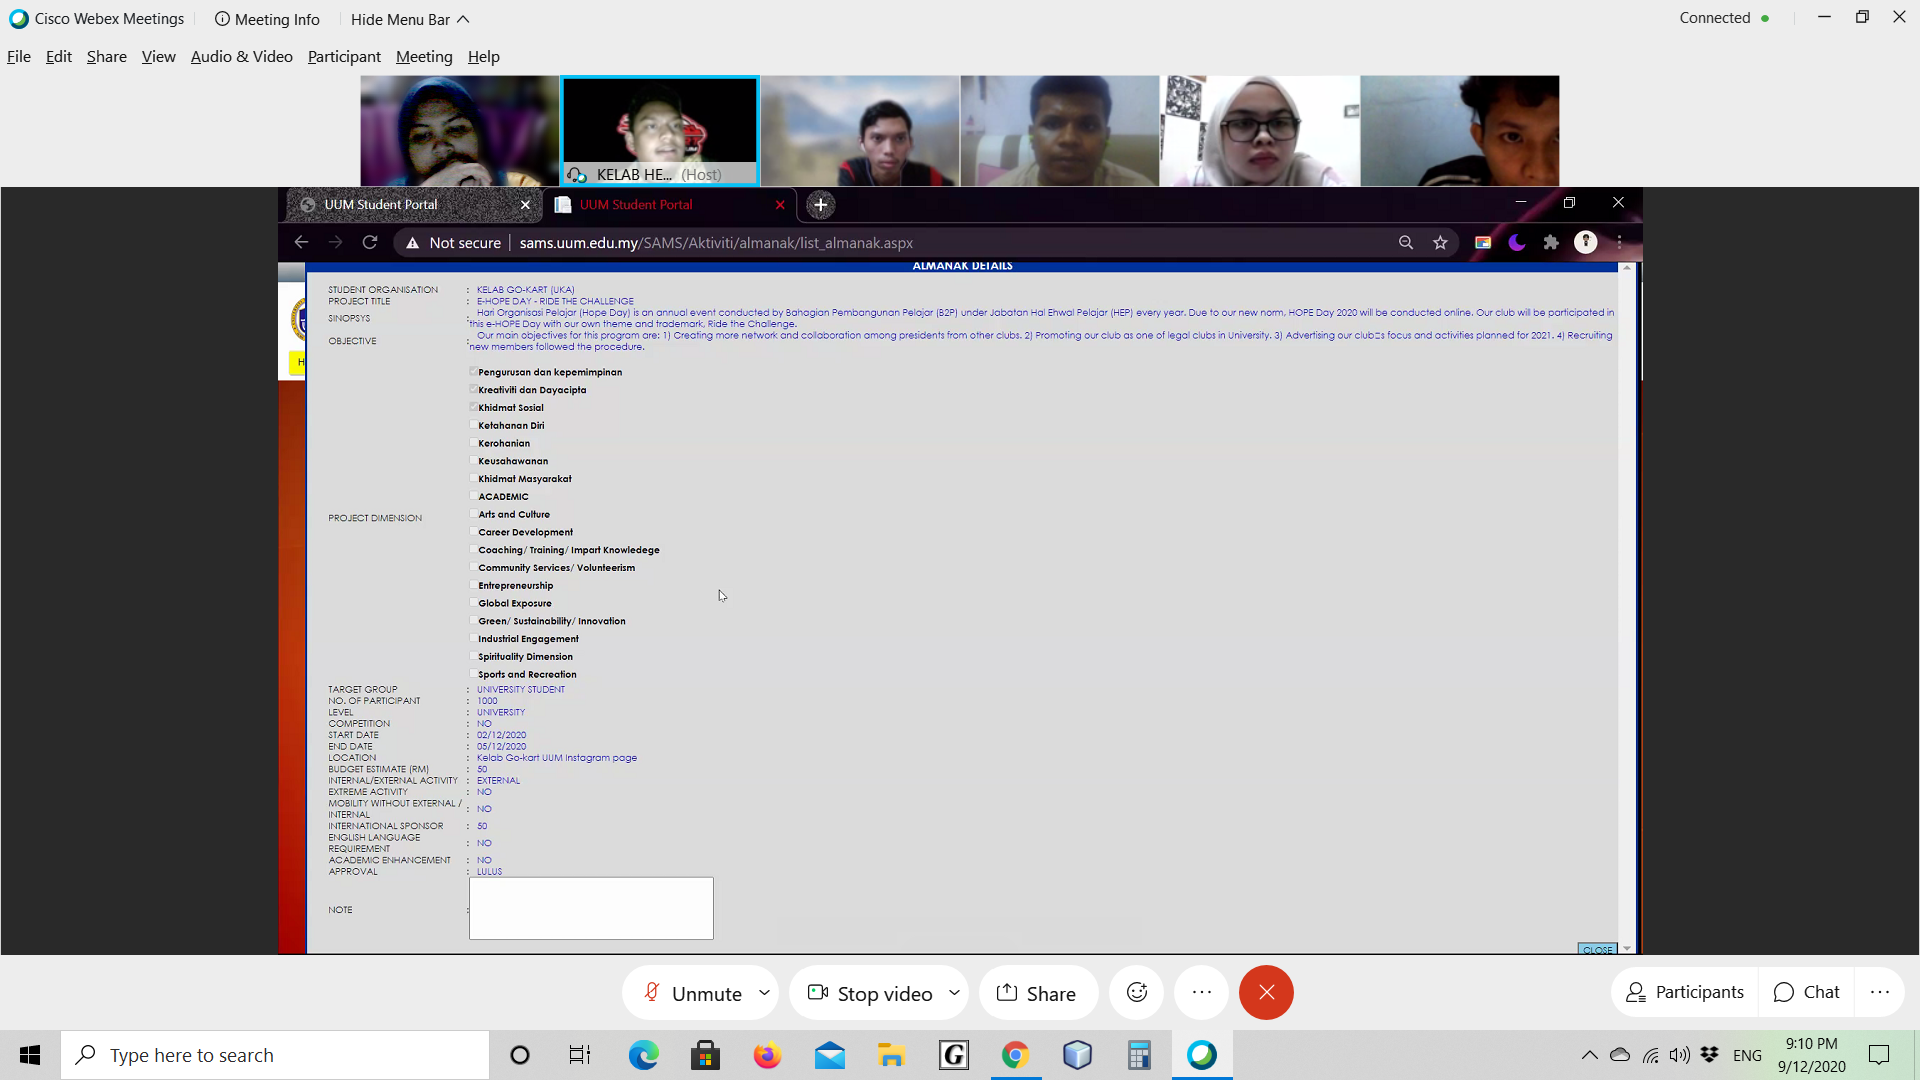 Cisco Webex Meetings
Meeting Info
Hide Menu Bar
Connected
File Edit Share View Audio & Video Participant Meeting Help
KELAB HE... (Host)
UUM Student Portal
UUM Student Portal
Not secure
sams.uum.edu.my/SAMS/Aktiviti/almanak/list_almanak.aspx
ALMANAK DETAILS
STUDENT ORGANISATION : KELAB GO-KART (UKA)
PROJECT TITLE : E-HOPE DAY - RIDE THE CHALLENGE
SINOPSYS : Hari Organisasi Pelajar (Hope Day) is an annual event conducted by Bahagian Pembangunan Pelajar (B2P) under Jabatan Hal Ehwal Pelajar (HEP) every year. Due to our new norm, HOPE Day 2020 will be conducted online. Our club will be participated in
this e-HOPE Day with our own theme and trademark, Ride the Challenge.
OBJECTIVE : Our main objectives for this program are: 1) Creating more network and collaboration among presidents from other clubs. 2) Promoting our club as one of legal clubs in University. 3) Advertising our club's focus and activities planned for 2021. 4) Recruiting
new members followed the procedure.
PROJECT DIMENSION
Pengurusan dan kepemimpinan
Kreativiti dan Dayacipta
Khidmat Sosial
Ketahanan Diri
Kerohanian
Keusahawanan
Khidmat Masyarakat
ACADEMIC
Arts and Culture
Career Development
Coaching/ Training/ Impart Knowledege
Community Services/ Volunteerism
Entrepreneurship
Global Exposure
Green/ Sustainability/ Innovation
Industrial Engagement
Spirituality Dimension
Sports and Recreation
TARGET GROUP : UNIVERSITY STUDENT
NO. OF PARTICIPANT : 1000
LEVEL : UNIVERSITY
COMPETITION : NO
START DATE : 02/12/2020
END DATE : 05/12/2020
LOCATION : Kelab Go-kart UUM Instagram page
BUDGET ESTIMATE (RM) : 50
INTERNAL/EXTERNAL ACTIVITY : EXTERNAL
EXTREME ACTIVITY : NO
MOBILITY WITHOUT EXTERNAL /
INTERNAL : NO
INTERNATIONAL SPONSOR : 50
ENGLISH LANGUAGE
REQUIREMENT : NO
ACADEMIC ENHANCEMENT : NO
APPROVAL : LULUS
NOTE :
CLOSE
Unmute
Stop video
Share
Participants
Chat
Type here to search
G
ENG
9:10 PM
9/12/2020